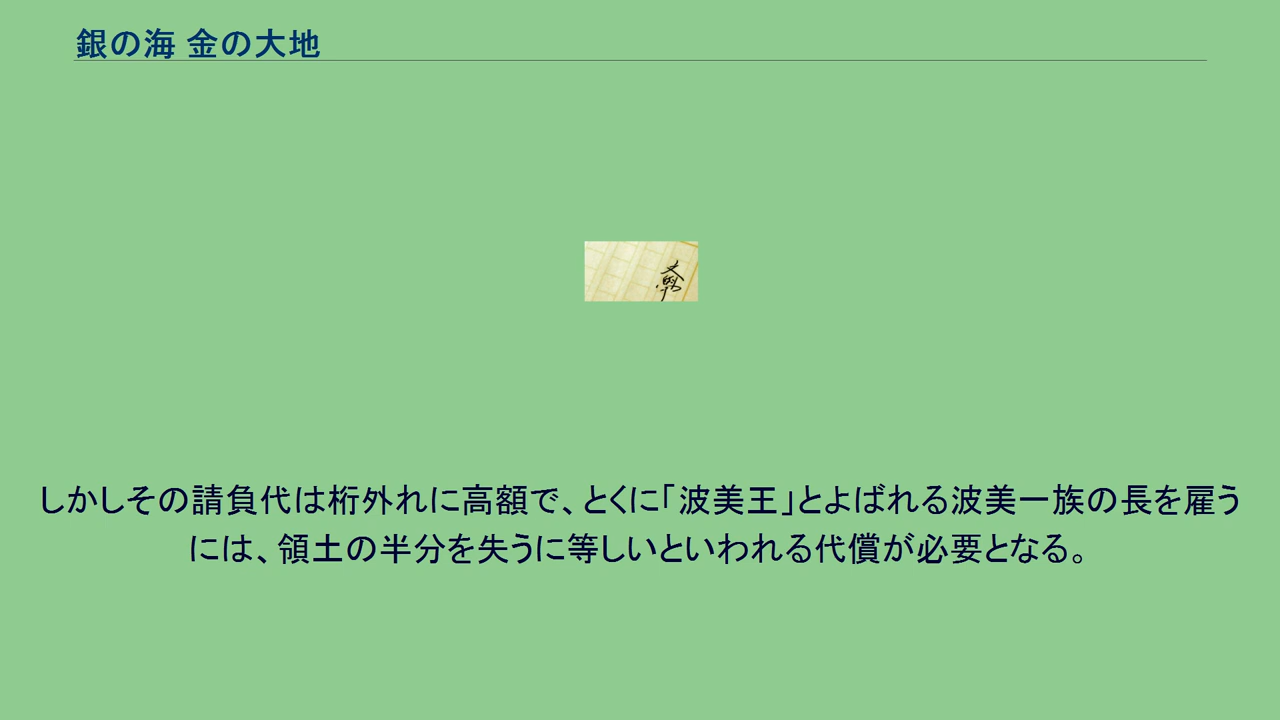 銀の海 金の大地
しかしその請負代は桁外れに高額で、とくに「波美王」とよばれる波美一族の長を雇う
には、領土の半分を失うに等しいといわれる代償が必要となる。